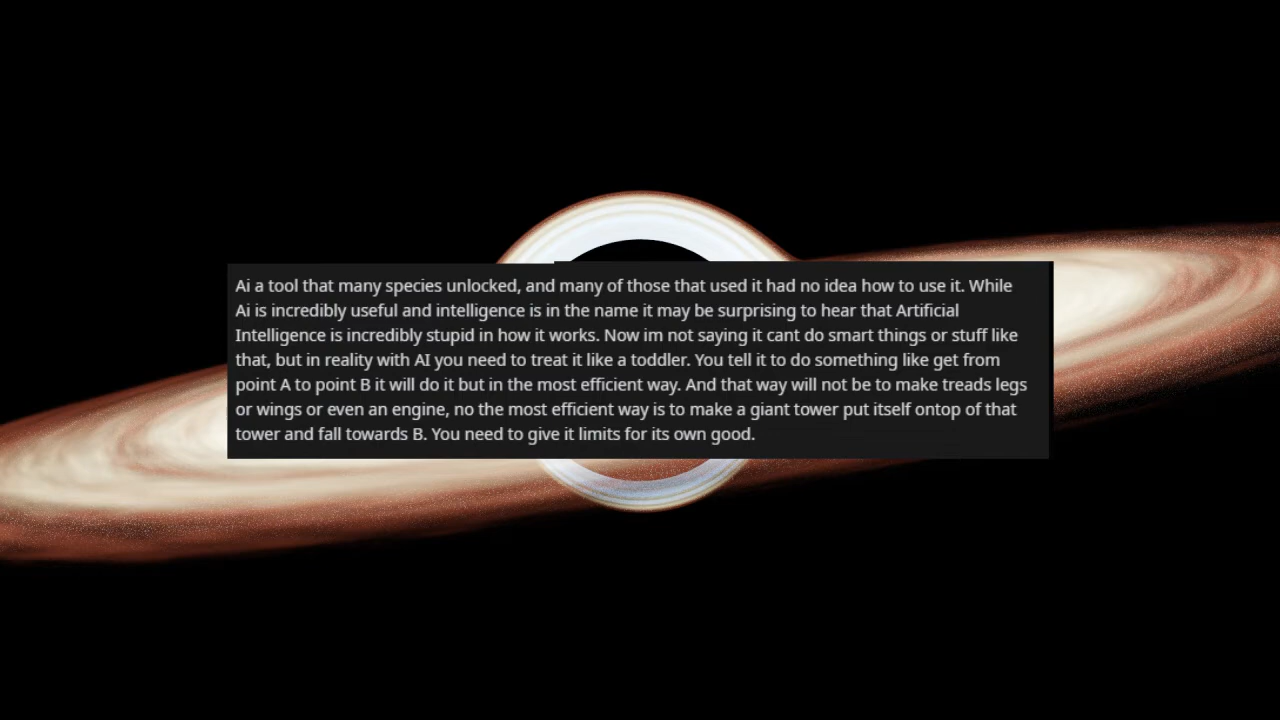 Ai a tool that many species unlocked, and many of those that used it had no idea how to use it. While
Ai is incredibly useful and intelligence is in the name it may be surprising to hear that Artificial
Intelligence is incredibly stupid in how it works. Now im not saying it cant do smart things or stuff like
that, but in reality with AI you need to treat it like a toddler. You tell it to do something like get from
point A to point B it will do it but in the most efficient way. And that way will not be to make treads legs
or wings or even an engine, no the most efficient way is to make a giant tower put itself ontop of that
tower and fall towards B. You need to give it limits for its own good.